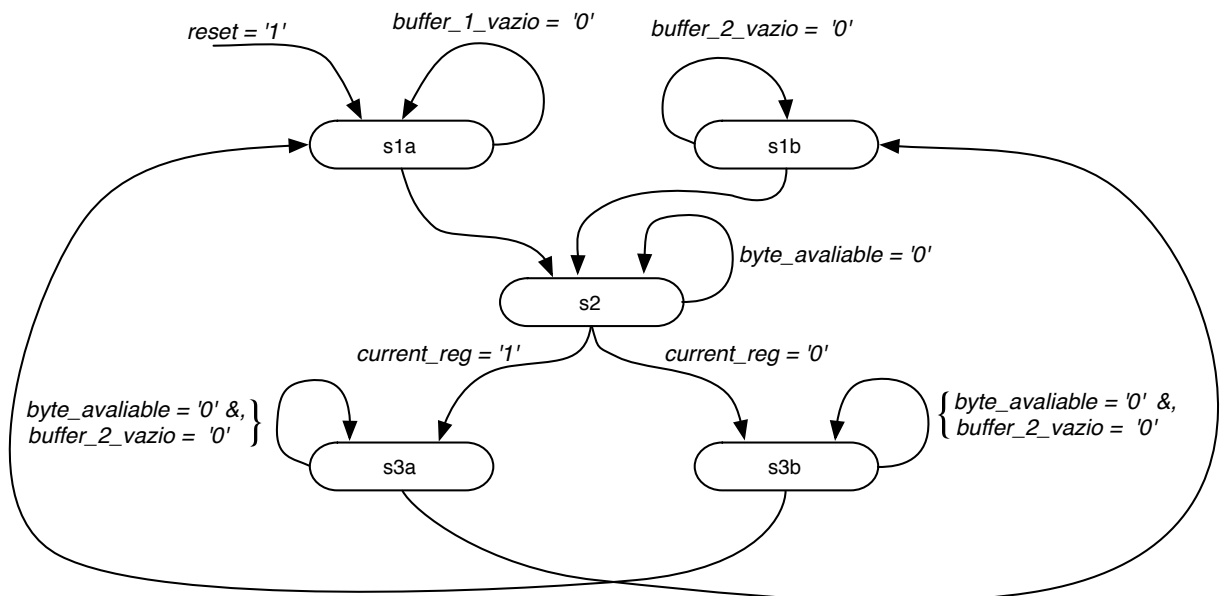 reset = '1'
buffer_1_vazio = '0'
buffer_2_vazio = '0'
s1a
s1b
byte_avaliable = '0'
s2
current_reg = '1'
current_reg = '0'
byte_avaliable = '0' &,
buffer_2_vazio = '0'
byte_avaliable = '0' &,
buffer_2_vazio = '0'
s3a
s3b